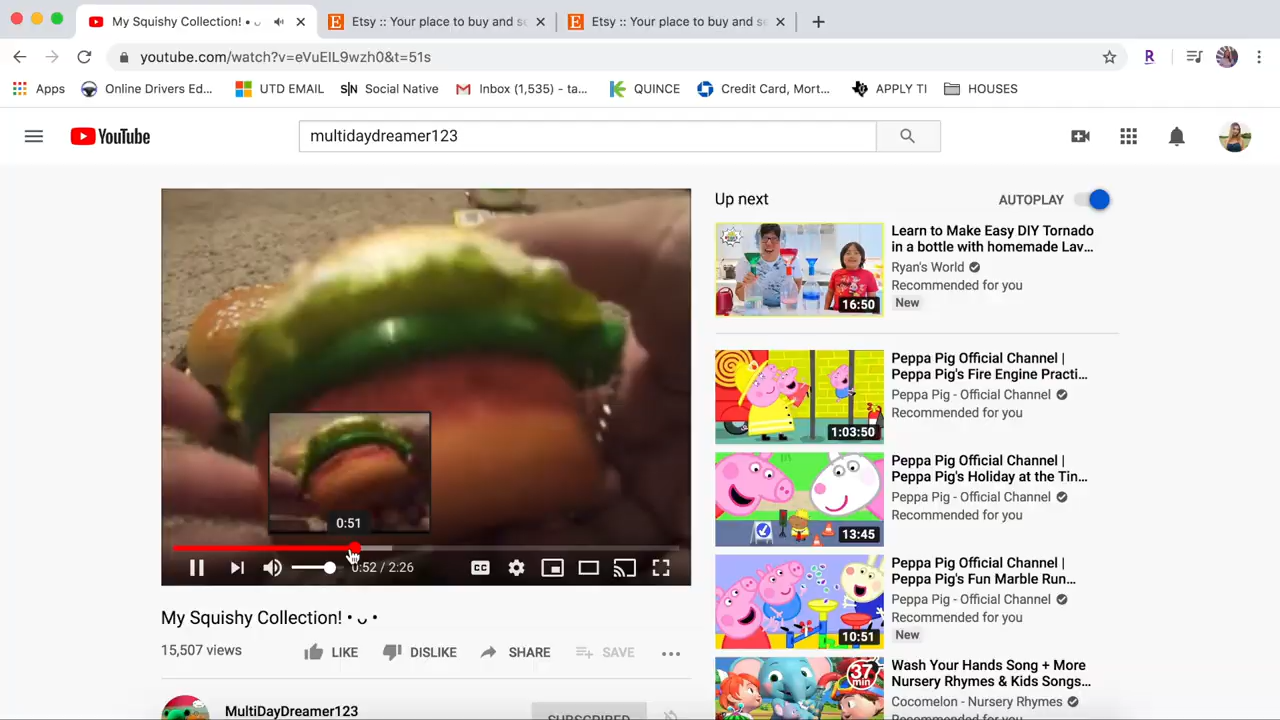 My Squishy Collection! • ᴗ
Etsy :: Your place to buy and s
Etsy :: Your place to buy and se
youtube.com/watch?v=eVuEIL9wzh0&t=51s
R
Apps
Online Drivers Ed...
UTD EMAIL
S|N Social Native
Inbox (1,535) - ta...
QUINCE
Credit Card, Mort...
APPLY TI
HOUSES
YouTube
multidaydreamer123
0:51
0:52 / 2:26
CC
My Squishy Collection! • ᴗ •
15,507 views
LIKE
DISLIKE
SHARE
SAVE
MultiDayDreamer123
SUBSCRIBED
Up next
AUTOPLAY
16:50
Learn to Make Easy DIY Tornado
in a bottle with homemade Lav...
Ryan's World
Recommended for you
New
1:03:50
Peppa Pig Official Channel |
Peppa Pig's Fire Engine Practi...
Peppa Pig - Official Channel
Recommended for you
13:45
Peppa Pig Official Channel |
Peppa Pig's Holiday at the Tin...
Peppa Pig - Official Channel
Recommended for you
10:51
Peppa Pig Official Channel |
Peppa Pig's Fun Marble Run...
Peppa Pig - Official Channel
Recommended for you
New
37
min
Wash Your Hands Song + More
Nursery Rhymes & Kids Songs...
Cocomelon - Nursery Rhymes
Recommended for you